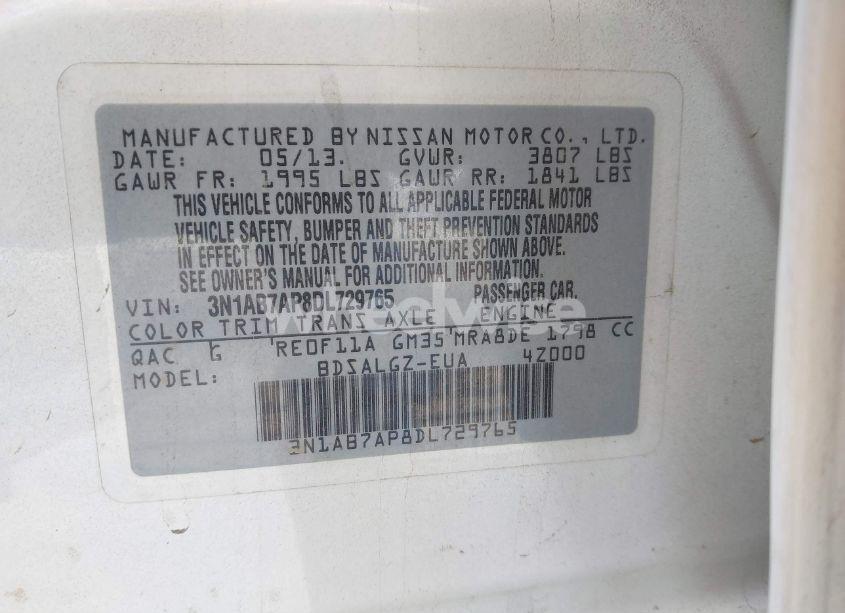 MANUFACTURED BY NISSAN MOTOR CO., LTD.
DATE: 05/13. GVWR: 3807 LBS
GAWR FR: 1995 LBS GAWR RR: 1841 LBS
THIS VEHICLE CONFORMS TO ALL APPLICABLE FEDERAL MOTOR
VEHICLE SAFETY, BUMPER AND THEFT PREVENTION STANDARDS
IN EFFECT ON THE DATE OF MANUFACTURE SHOWN ABOVE.
SEE OWNER'S MANUAL FOR ADDITIONAL INFORMATION.
VIN: 3N1AB7AP8DL729765 PASSENGER CAR.
COLOR TRIM TRANS AXLE ENGINE
QAC G RE0F11A GM35 MRA8DE 1798 CC
MODEL: BDSALGZ-EUA 4Z000
3N1AB7AP8DL729765